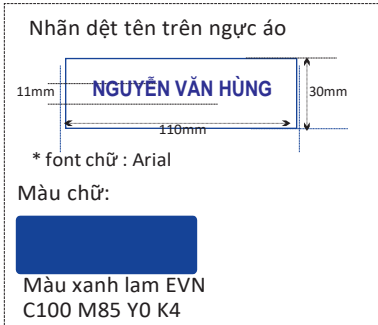 Nhãn dệt tên trên ngực áo
11mm
NGUYỄN VĂN HÙNG
30mm
110mm
* font chữ : Arial
Màu chữ:
Màu xanh lam EVN
C100 M85 Y0 K4